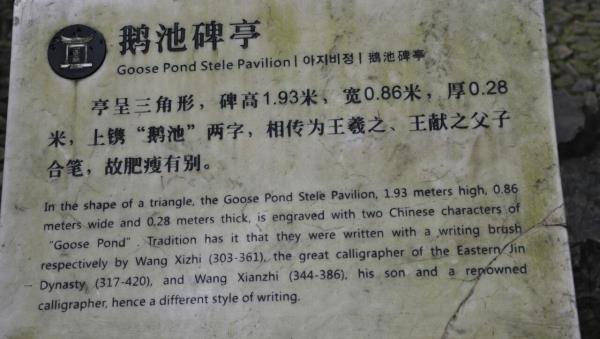 鹅池碑亭
Goose Pond Stele Pavilion | 아지비정 | 鵝池碑亭
亭呈三角形，碑高1.93米，宽0.86米，厚0.28
米，上镌“鹅池”两字，相传为王羲之、王献之父子
合笔，故肥瘦有别。
In the shape of a triangle, the Goose Pond Stele Pavilion, 1.93 meters high, 0.86
meters wide and 0.28 meters thick, is engraved with two Chinese characters of
“Goose Pond”. Tradition has it that they were written with a writing brush
respectively by Wang Xizhi (303-361), the great calligrapher of the Eastern Jin
Dynasty (317-420), and Wang Xianzhi (344-386), his son and a renowned
calligrapher, hence a different style of writing.